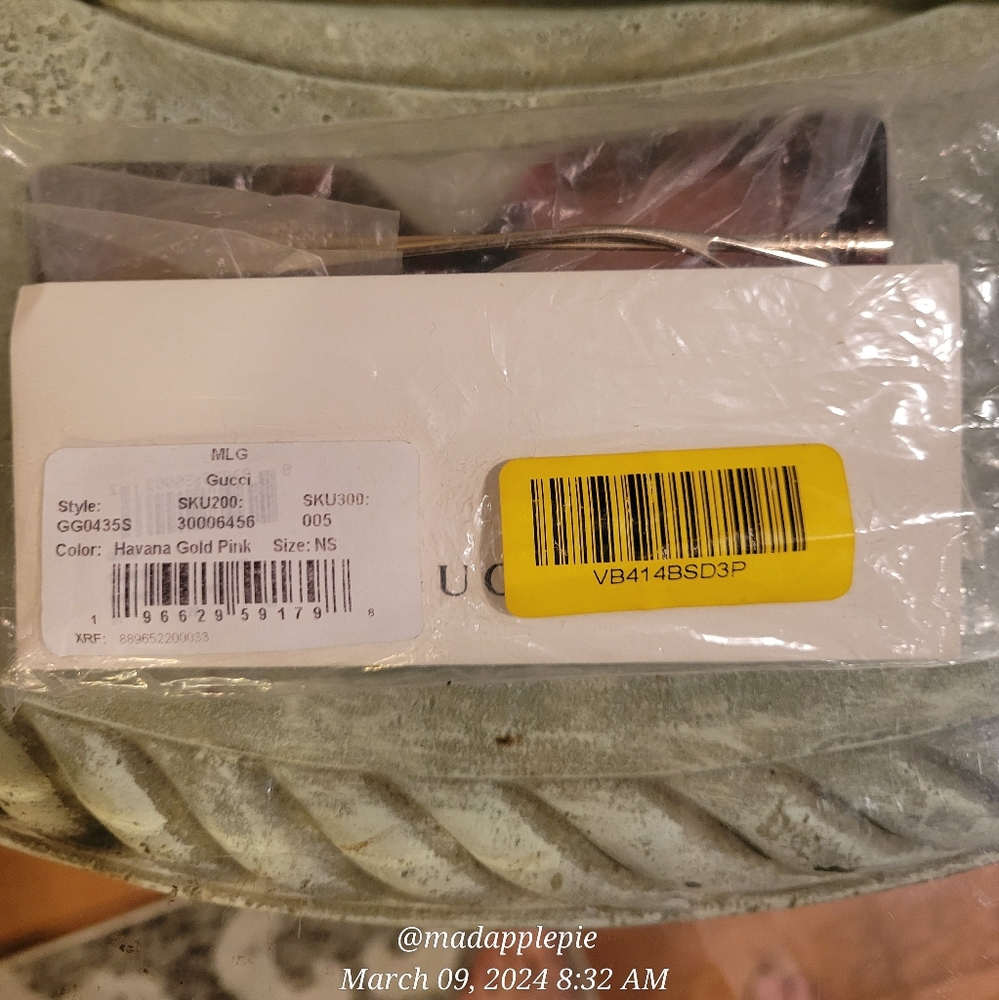 MLG
Gucci
Style: SKU200: SKU300:
GG0435S 30006456 005
Color: Havana Gold Pink Size: NS
1 96629 59179 8
XRF: 889652200033
UC
VB414BSD3P
@madapplepie
March 09, 2024 8:32 AM